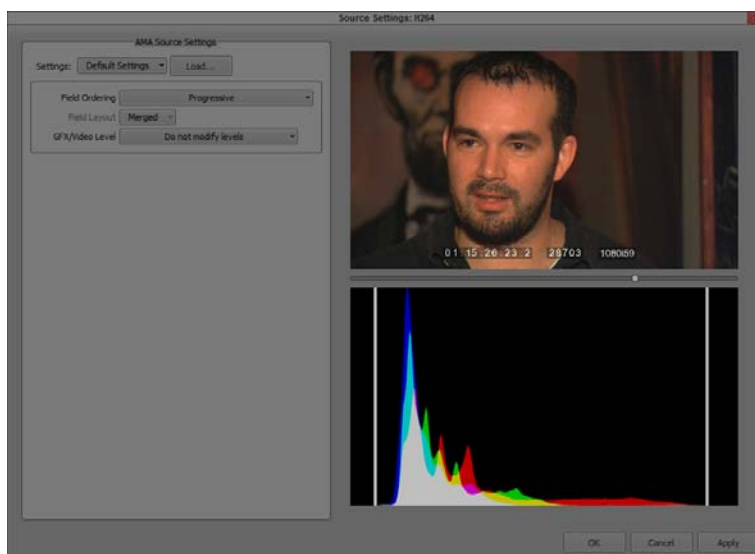 Source Settings: H264
AMA Source Settings
Settings: Default Settings Load...
Field Ordering Progressive
Field Layout Merged
GFX/Video Level Do not modify levels
01:15:26:23.2 28703 1080i59
OK Cancel Apply